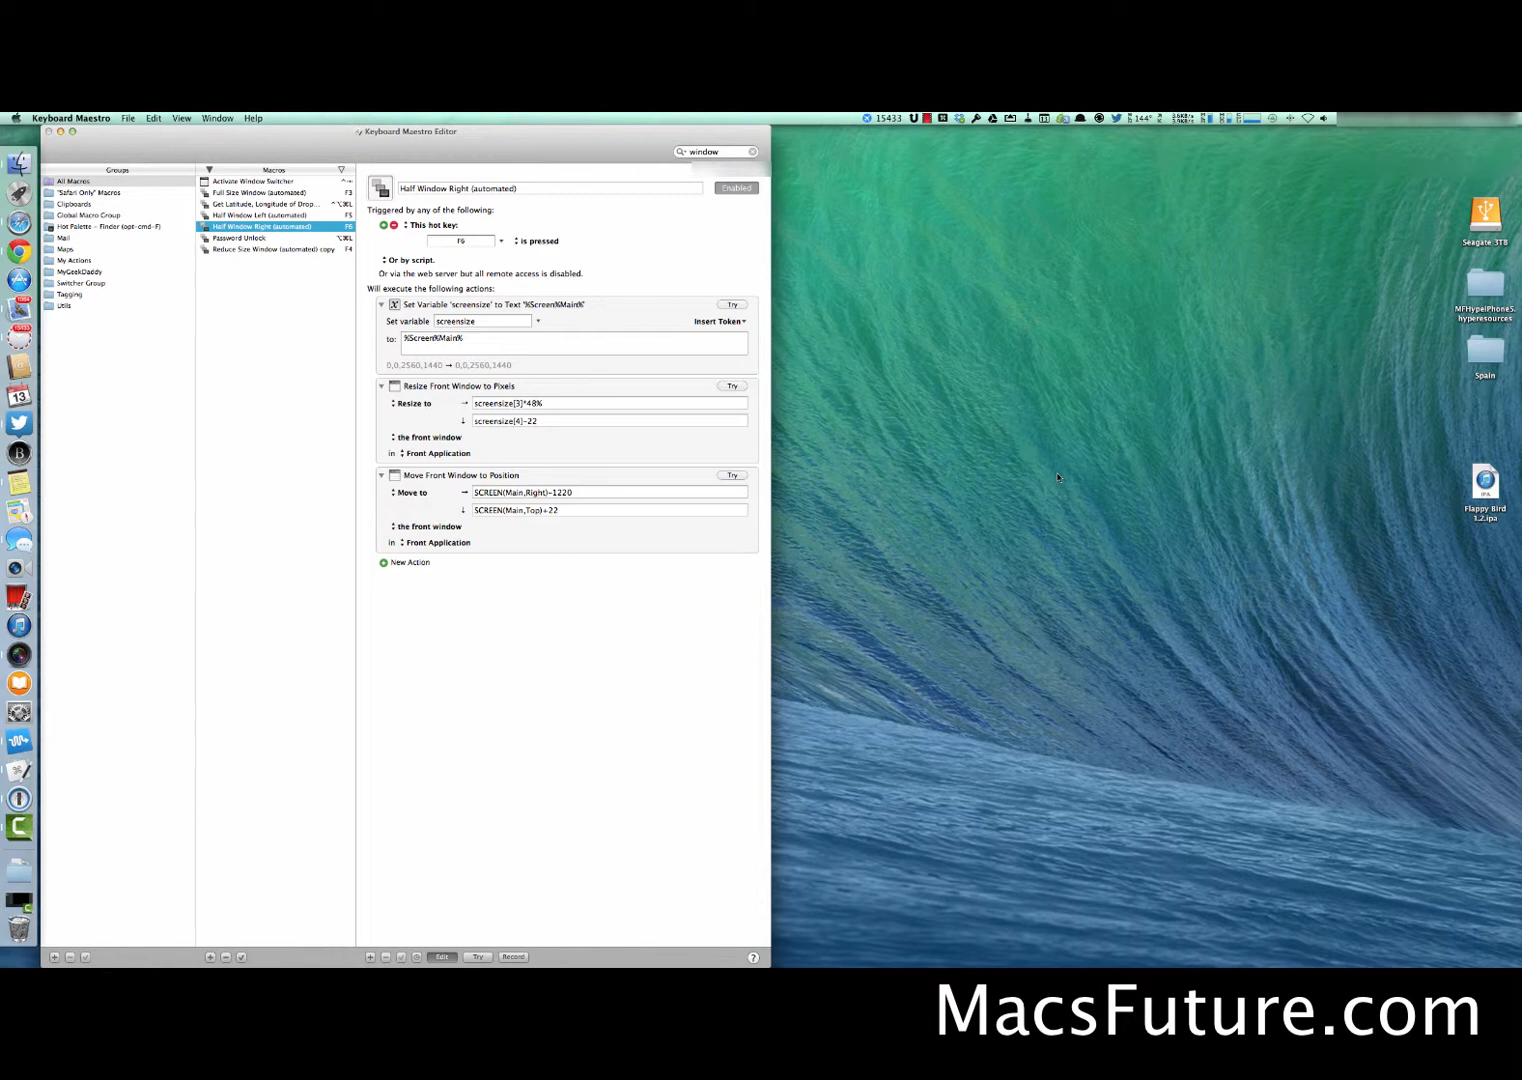 Keyboard Maestro File Edit View Window Help
15433 144° 3.6KB/s
3.9KB/s
Keyboard Maestro Editor
window
Groups
All Macros
"Safari Only" Macros
Clipboards
Global Macro Group
Hot Palette – Finder (opt-cmd-F)
Mail
Maps
My Actions
MyGeekDaddy
Switcher Group
Tagging
Utils
Macros
Activate Window Switcher
Full Size Window (automated) F3
Get Latitude, Longitude of Drop... ^⌥⌘L
Half Window Left (automated) F5
Half Window Right (automated) F6
Password Unlock ⌥⌘L
Reduce Size Window (automated) copy F4
Half Window Right (automated) Enabled
Triggered by any of the following:
This hot key:
F6 is pressed
Or by script.
Or via the web server but all remote access is disabled.
Will execute the following actions:
Set Variable 'screensize' to Text '%Screen%Main%' Try
Set variable screensize Insert Token
to: %Screen%Main%
0,0,2560,1440 → 0,0,2560,1440
Resize Front Window to Pixels Try
Resize to → screensize[3]*48%
↓ screensize[4]-22
the front window
in Front Application
Move Front Window to Position Try
Move to → SCREEN(Main,Right)-1220
↓ SCREEN(Main,Top)+22
the front window
in Front Application
New Action
Edit Try Record ?
Seagate 3TB
MFHypeiPhone5.
hyperesources
Spain
IPA
Flappy Bird
1.2.ipa
MacsFuture.com